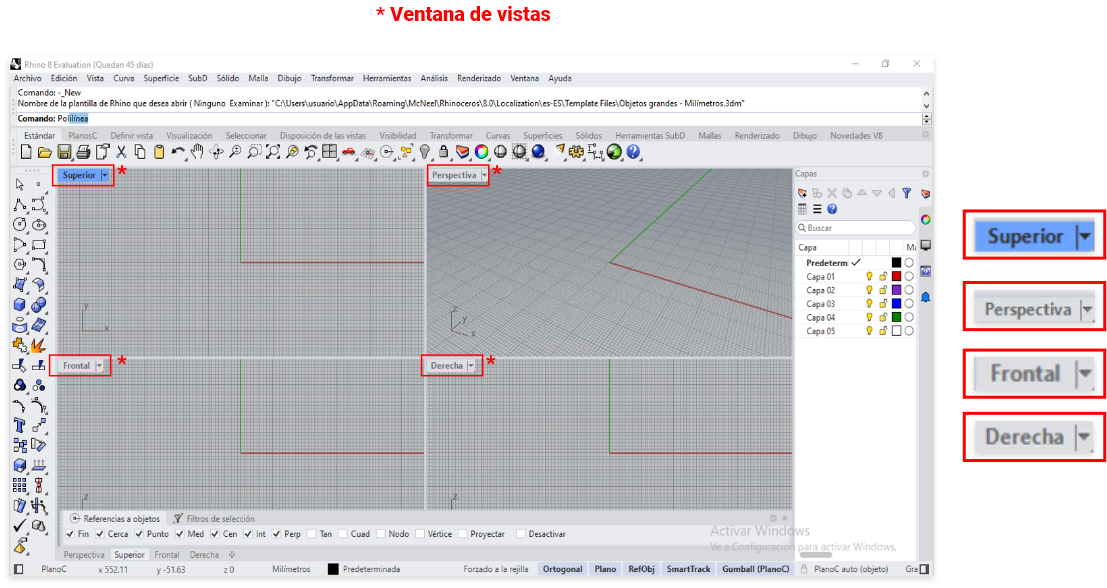 * Ventana de vistas
Rhino 8 Evaluation (Quedan 45 días)
Archivo Edición Vista Curva Superficie SubD Sólido Malla Dibujo Transformar Herramientas Análisis Renderizado Ventana Ayuda
Comando: -_New
Nombre de la plantilla de Rhino que desea abrir ( Ninguno Examinar ): "C:\Users\usuario\AppData\Roaming\McNeel\Rhinoceros\8.0\Localization\es-ES\Template Files\Objetos grandes - Milímetros.3dm"
Comando: Polilínea
Estándar PlanosC Definir vista Visualización Seleccionar Disposición de las vistas Visibilidad Transformar Curvas Superficies Sólidos Herramientas SubD Mallas Renderizado Dibujo Novedades V8
Superior *
Perspectiva *
Capas
Buscar
Capa
Predeterm
Capa 01
Capa 02
Capa 03
Capa 04
Capa 05
y
x
z
y
x
Frontal *
Derecha *
z
z
Superior
Perspectiva
Frontal
Derecha
Referencias a objetos Filtros de selección
Fin Cerca Punto Med Cen Int Perp Tan Cuad Nodo Vértice Proyectar Desactivar
Activar Windows
Ve a Configuración para activar Windows.
Perspectiva Superior Frontal Derecha
PlanoC x 552.11 y -51.63 z 0 Milímetros Predeterminada Forzado a la rejilla Ortogonal Plano RefObj SmartTrack Gumball (PlanoC) PlanoC auto (objeto) Gra